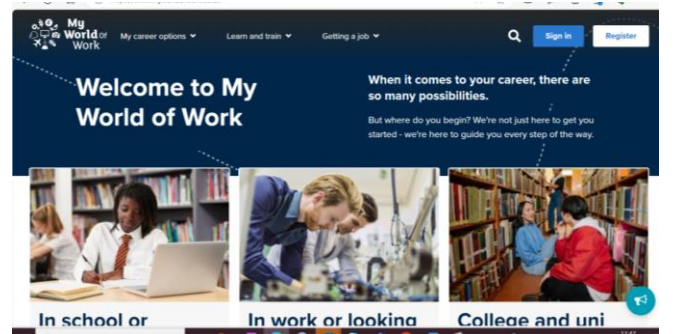 My
World of
Work
My career options
Learn and train
Getting a job
Sign in
Register
Welcome to My
World of Work
When it comes to your career, there are
so many possibilities.
But where do you begin? We're not just here to get you
started - we're here to guide you every step of the way.
In school or
In work or looking
College and uni